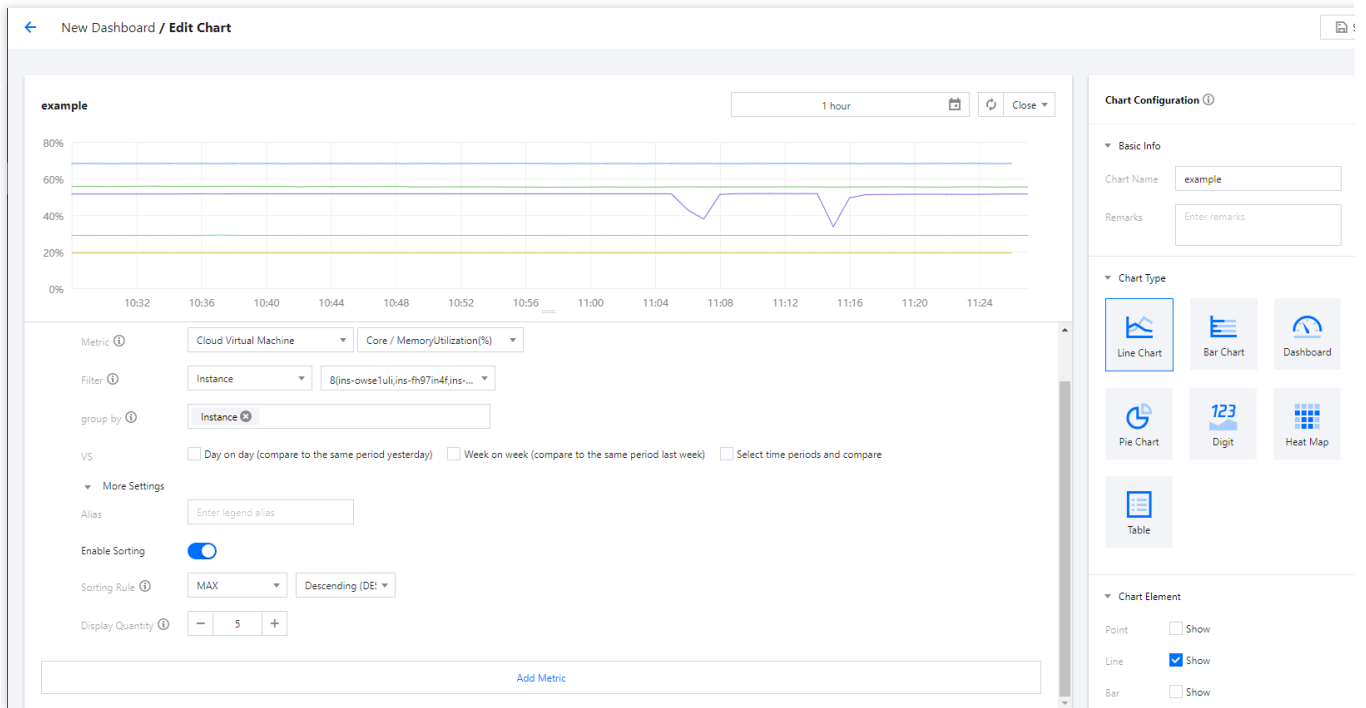 New Dashboard / Edit Chart
example
1 hour
Close
80%
60%
40%
20%
0%
10:32 10:36 10:40 10:44 10:48 10:52 10:56 11:00 11:04 11:08 11:12 11:16 11:20 11:24
Metric Cloud Virtual Machine Core / MemoryUtilization(%)
Filter Instance 8(ins-owse1uli,ins-fh97in4f,ins-...
group by Instance
VS Day on day (compare to the same period yesterday) Week on week (compare to the same period last week) Select time periods and compare
More Settings
Alias Enter legend alias
Enable Sorting
Sorting Rule MAX Descending (DE
Display Quantity − 5 +
Add Metric
Chart Configuration
Basic Info
Chart Name example
Remarks Enter remarks
Chart Type
Line Chart Bar Chart Dashboard
123
Pie Chart Digit Heat Map
Table
Chart Element
Point Show
Line Show
Bar Show